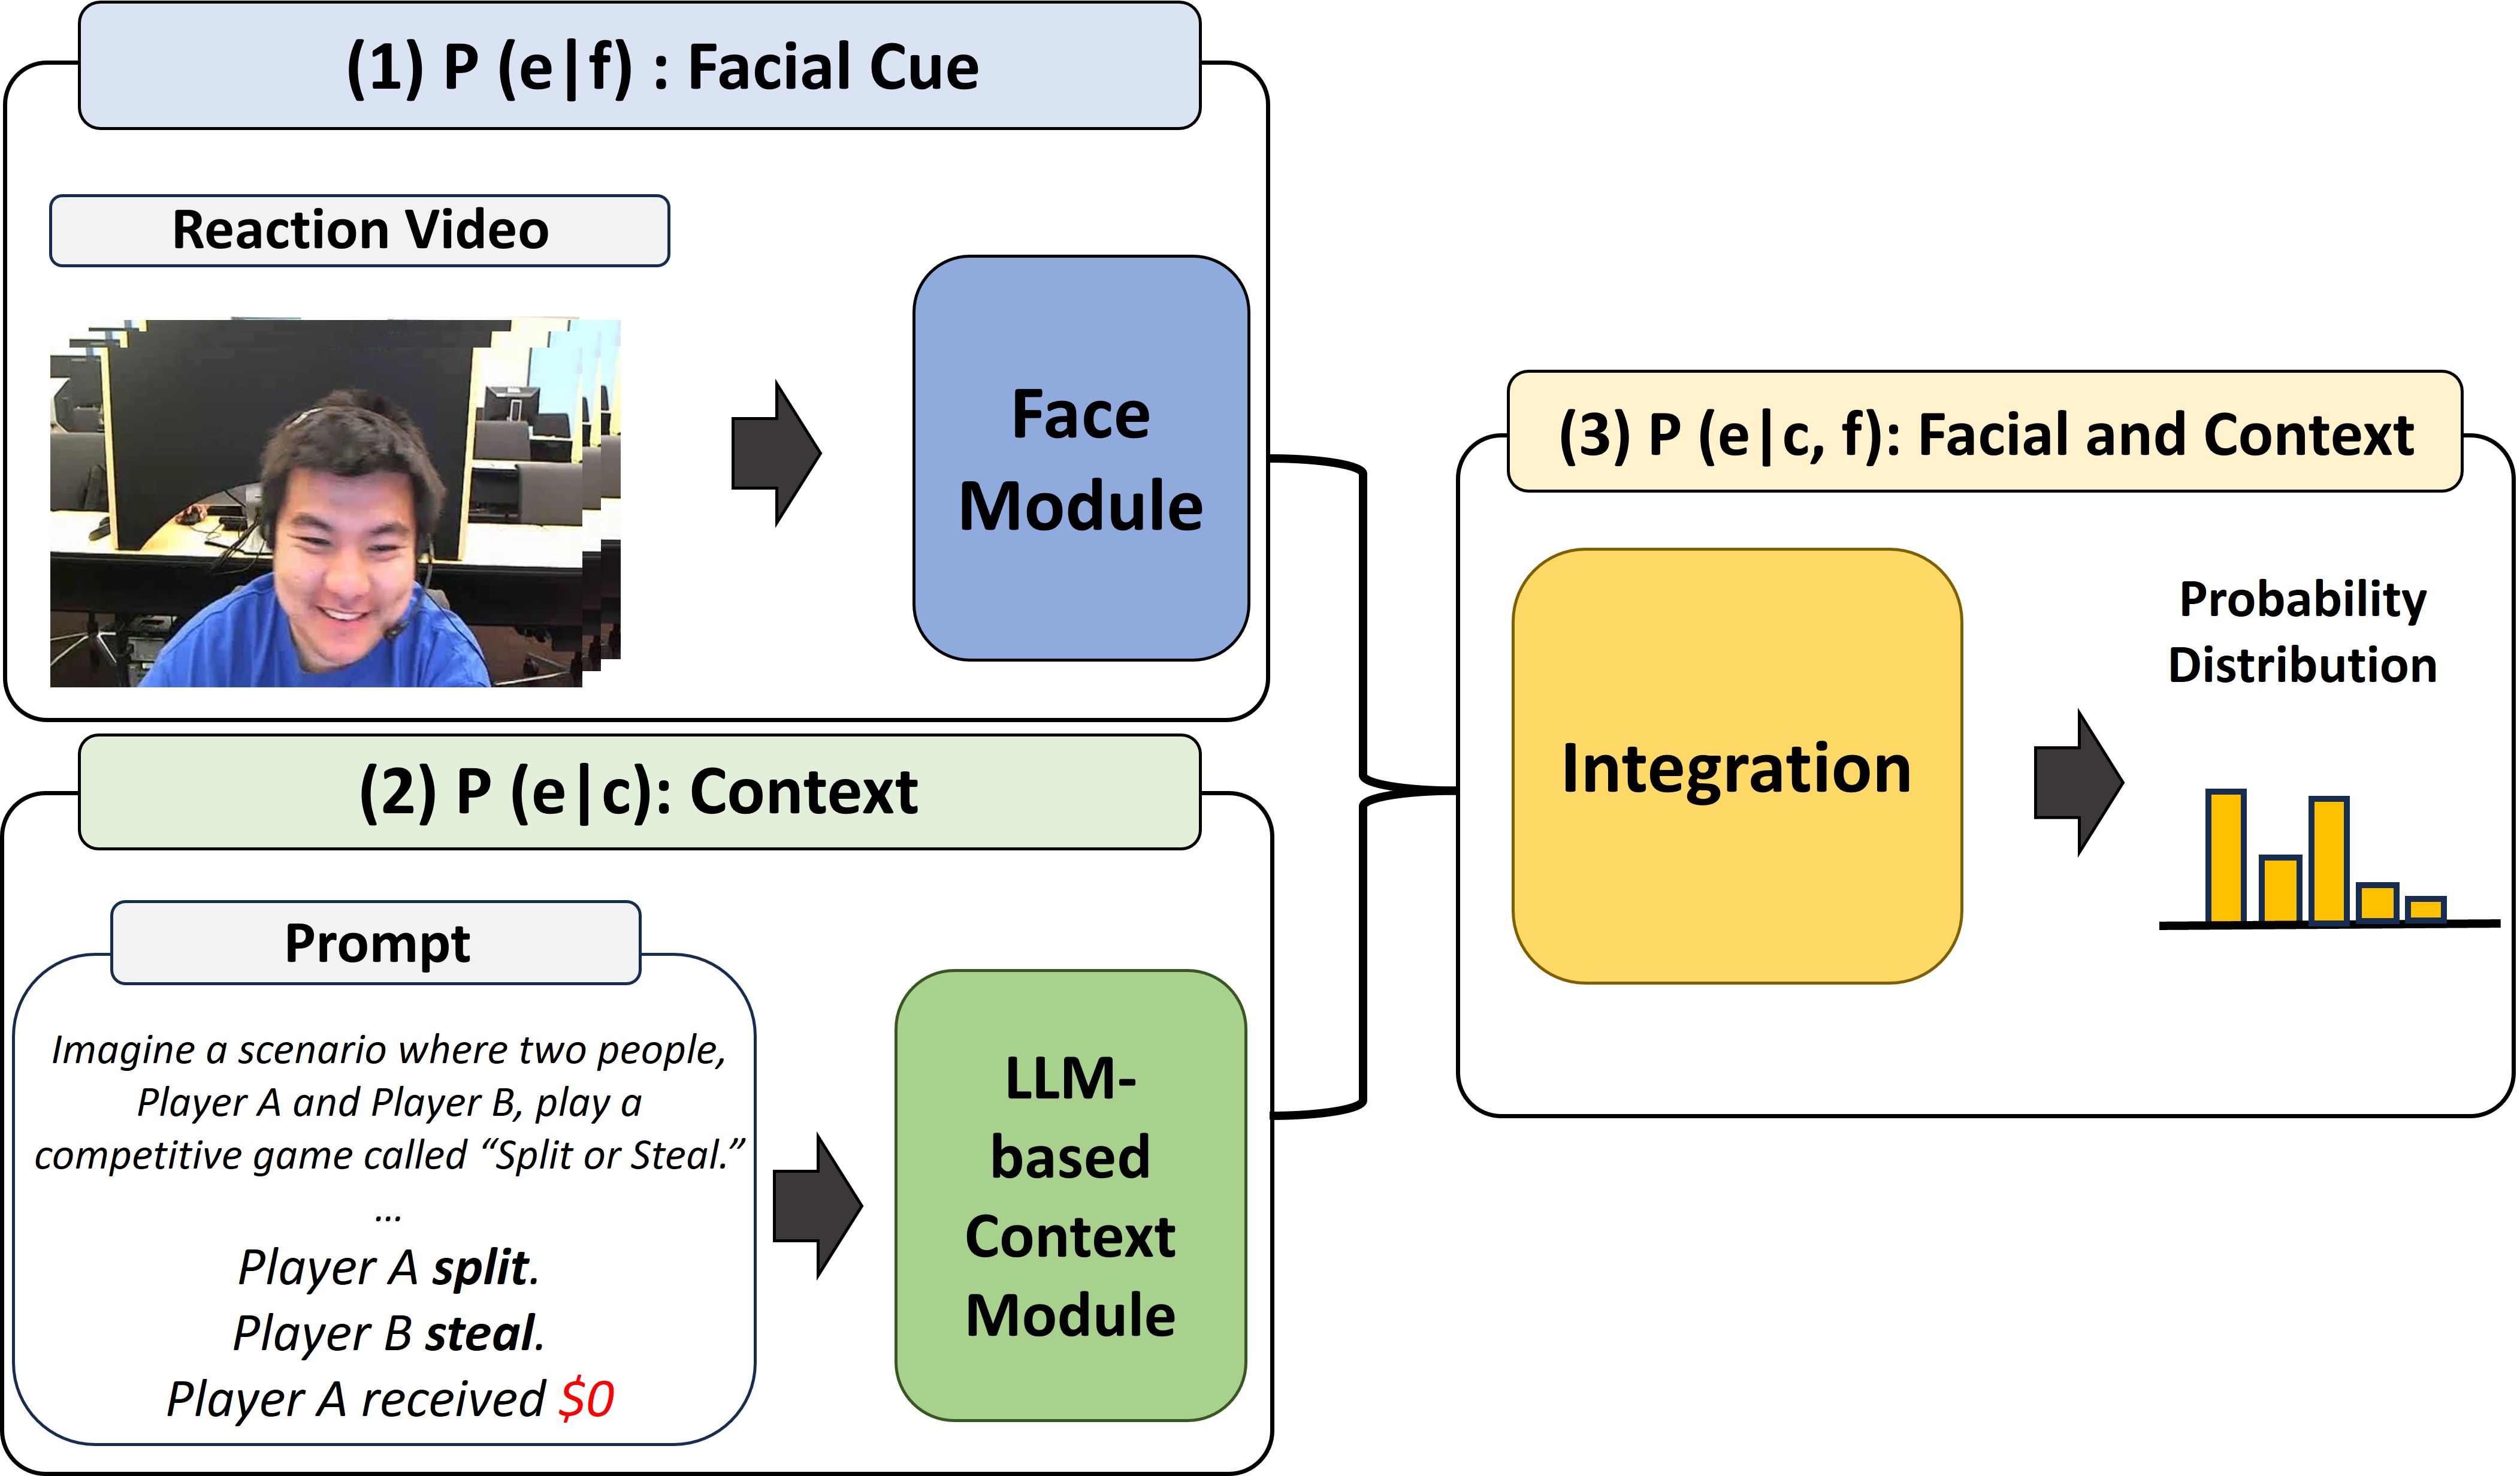 (1) P (e|f) : Facial Cue
Reaction Video
Face
Module
(2) P (e|c): Context
Prompt
Imagine a scenario where two people,
Player A and Player B, play a
competitive game called “Split or Steal.”
...
Player A split.
Player B steal.
Player A received $0
LLM-
based
Context
Module
(3) P (e|c, f): Facial and Context
Integration
Probability
Distribution